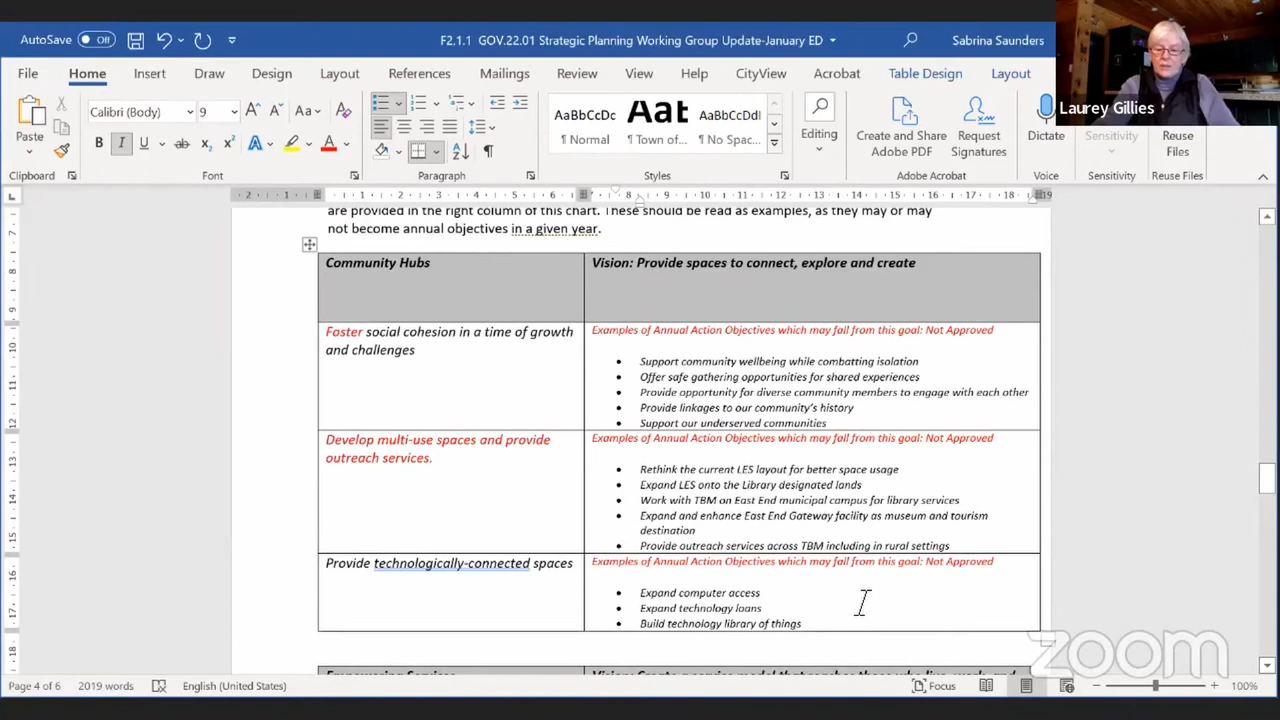 AutoSave Off F2.1.1 GOV.22.01 Strategic Planning Working Group Update-January ED Sabrina Saunders
Laurey Gillies
File Home Insert Draw Design Layout References Mailings Review View Help CityView Acrobat Table Design Layout
Paste
Calibri (Body) 9
AaBbCcDc Aat AaBbCcDdI
Normal Town of... No Spac...
Editing
Create and Share Adobe PDF
Request Signatures
Dictate
Sensitivity
Reuse Files
Clipboard Font Paragraph Styles Adobe Acrobat Voice Sensitivity Reuse Files
are provided in the right column of this chart. These should be read as examples, as they may or may
not become annual objectives in a given year.
Community Hubs
Vision: Provide spaces to connect, explore and create
Foster social cohesion in a time of growth
and challenges
Examples of Annual Action Objectives which may fall from this goal: Not Approved
• Support community wellbeing while combatting isolation
• Offer safe gathering opportunities for shared experiences
• Provide opportunity for diverse community members to engage with each other
• Provide linkages to our community's history
• Support our underserved communities
Develop multi-use spaces and provide
outreach services.
Examples of Annual Action Objectives which may fall from this goal: Not Approved
• Rethink the current LES layout for better space usage
• Expand LES onto the Library designated lands
• Work with TBM on East End municipal campus for library services
• Expand and enhance East End Gateway facility as museum and tourism
destination
• Provide outreach services across TBM including in rural settings
Provide technologically-connected spaces
Examples of Annual Action Objectives which may fall from this goal: Not Approved
• Expand computer access
• Expand technology loans
• Build technology library of things
zoom
Page 4 of 6 2019 words English (United States) Focus 100%